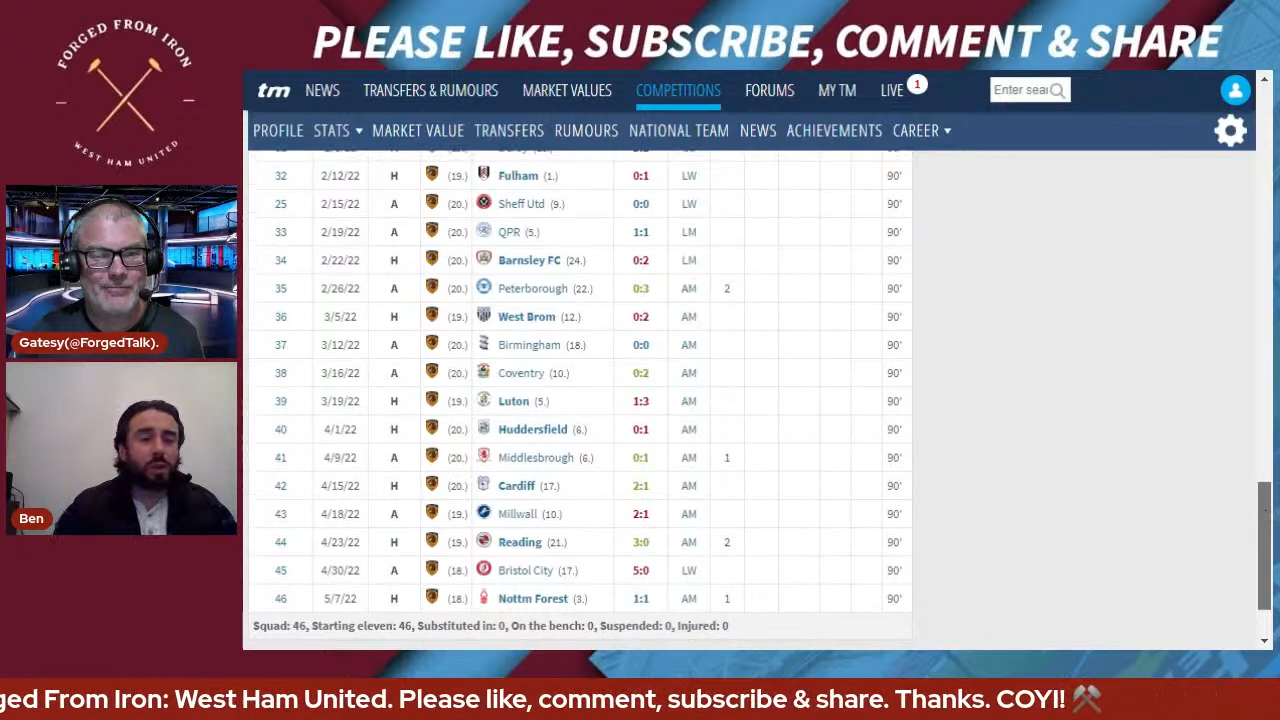 PLEASE LIKE, SUBSCRIBE, COMMENT & SHARE
FORGED FROM IRON
WEST HAM UNITED
tm NEWS TRANSFERS & RUMOURS MARKET VALUES COMPETITIONS FORUMS MY TM LIVE 1 Enter sear
PROFILE STATS MARKET VALUE TRANSFERS RUMOURS NATIONAL TEAM NEWS ACHIEVEMENTS CAREER
32 2/12/22 H (19.) Fulham (1.) 0:1 LW 90'
25 2/15/22 A (20.) Sheff Utd (9.) 0:0 LW 90'
33 2/19/22 A (20.) QPR (5.) 1:1 LM 90'
34 2/22/22 H (20.) Barnsley FC (24.) 0:2 LM 90'
35 2/26/22 A (20.) Peterborough (22.) 0:3 AM 2 90'
36 3/5/22 H (19.) West Brom (12.) 0:2 AM 90'
37 3/12/22 A (20.) Birmingham (18.) 0:0 AM 90'
38 3/16/22 A (20.) Coventry (10.) 0:2 AM 90'
39 3/19/22 H (19.) Luton (5.) 1:3 AM 90'
40 4/1/22 H (20.) Huddersfield (6.) 0:1 AM 90'
41 4/9/22 A (20.) Middlesbrough (6.) 0:1 AM 1 90'
42 4/15/22 H (20.) Cardiff (17.) 2:1 AM 90'
43 4/18/22 A (19.) Millwall (10.) 2:1 AM 90'
44 4/23/22 H (19.) Reading (21.) 3:0 AM 2 90'
45 4/30/22 A (18.) Bristol City (17.) 5:0 LW 90'
46 5/7/22 H (18.) Nottm Forest (3.) 1:1 AM 1 90'
Squad: 46, Starting eleven: 46, Substituted in: 0, On the bench: 0, Suspended: 0, Injured: 0
Gatesy(@ForgedTalk).
Ben
ged From Iron: West Ham United. Please like, comment, subscribe & share. Thanks. COYI! ⚒